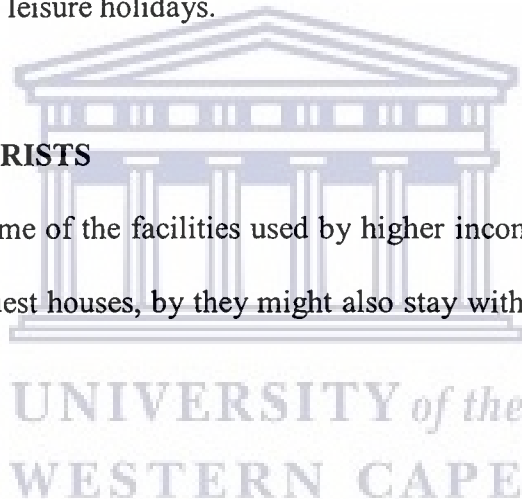 leisure holidays.
RISTS
me of the facilities used by higher incom
est houses, by they might also stay with
UNIVERSITY of the
WESTERN CAPE